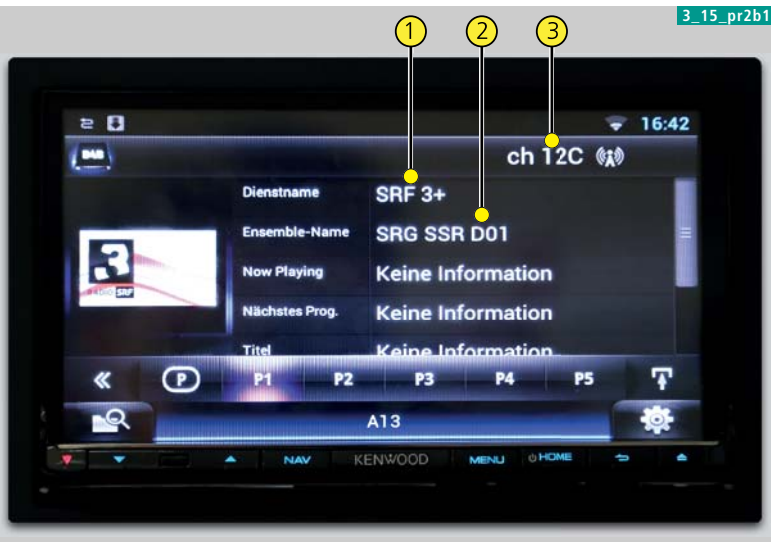 3_15_pr2b1
1 2 3
16:42
DAB
ch 12C
Dienstname SRF 3+
Ensemble-Name SRG SSR D01
3
SRF
Now Playing Keine Information
Nächstes Prog. Keine Information
Titel Keine Information
P P1 P2 P3 P4 P5
A13
NAV KENWOOD MENU HOME